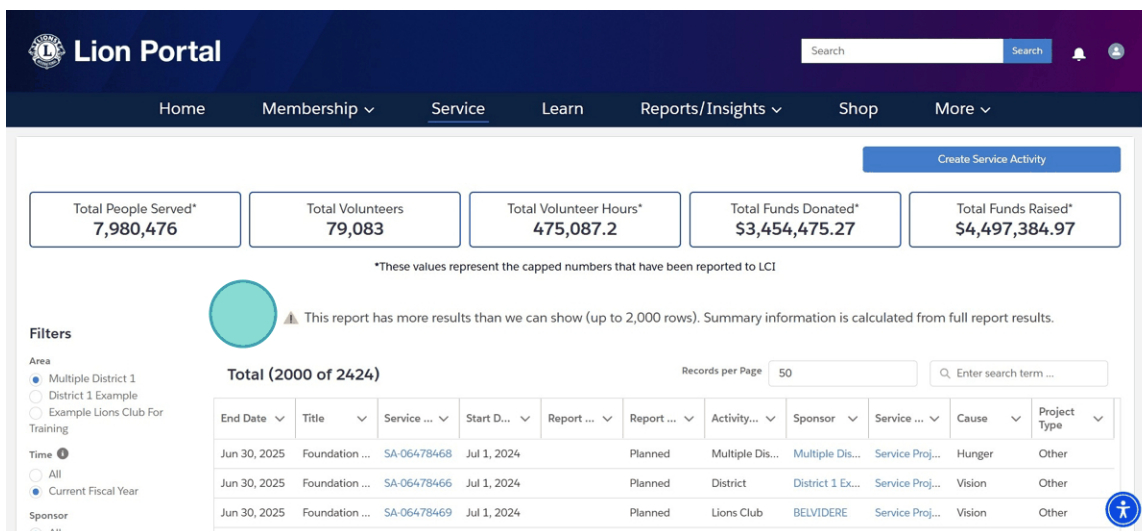 Lion Portal
Search
Search
Home Membership Service Learn Reports/Insights Shop More
Create Service Activity
Total People Served* Total Volunteers Total Volunteer Hours* Total Funds Donated* Total Funds Raised*
7,980,476 79,083 475,087.2 $3,454,475.27 $4,497,384.97
*These values represent the capped numbers that have been reported to LCI
This report has more results than we can show (up to 2,000 rows). Summary information is calculated from full report results.
Filters
Area
Multiple District 1
District 1 Example
Example Lions Club For
Training
Time
All
Current Fiscal Year
Sponsor
Total (2000 of 2424) Records per Page 50 Enter search term ...
End Date Title Service ... Start D... Report ... Report ... Activity... Sponsor Service ... Cause Project Type
Jun 30, 2025 Foundation ... SA-06478468 Jul 1, 2024 Planned Multiple Dis... Multiple Dis... Service Proj... Hunger Other
Jun 30, 2025 Foundation ... SA-06478466 Jul 1, 2024 Planned District District 1 Ex... Service Proj... Vision Other
Jun 30, 2025 Foundation ... SA-06478469 Jul 1, 2024 Planned Lions Club BELVIDERE Service Proj... Vision Other